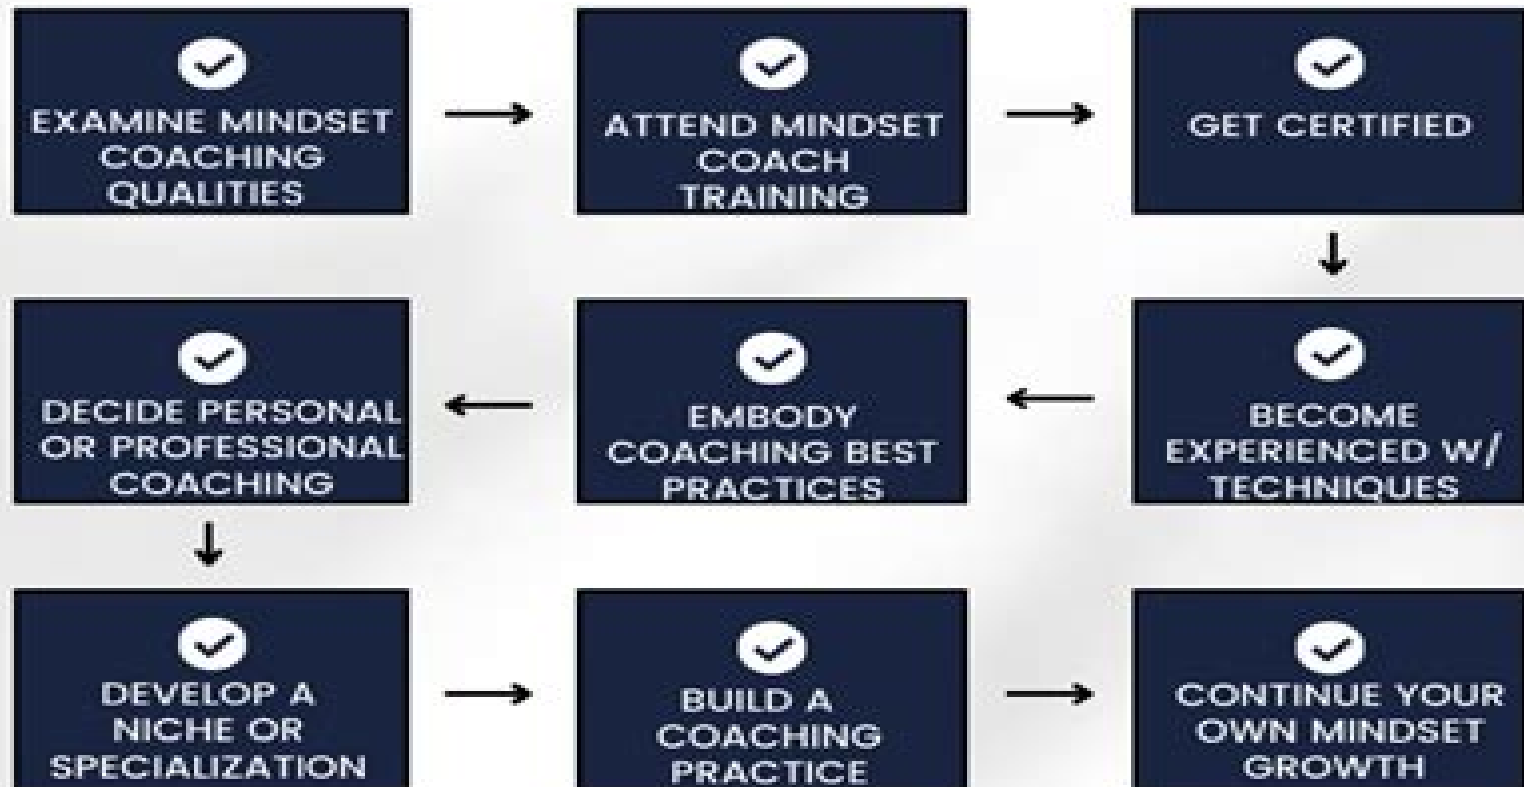 EXAMINE MINDSET
COACHING
QUALITIES
ATTEND MINDSET
COACH
TRAINING
GET CERTIFIED
BECOME
EXPERIENCED W/
TECHNIQUES
EMBODY
COACHING BEST
PRACTICES
DECIDE PERSONAL
OR PROFESSIONAL
COACHING
DEVELOP A
NICHE OR
SPECIALIZATION
BUILD A
COACHING
PRACTICE
CONTINUE YOUR
OWN MINDSET
GROWTH